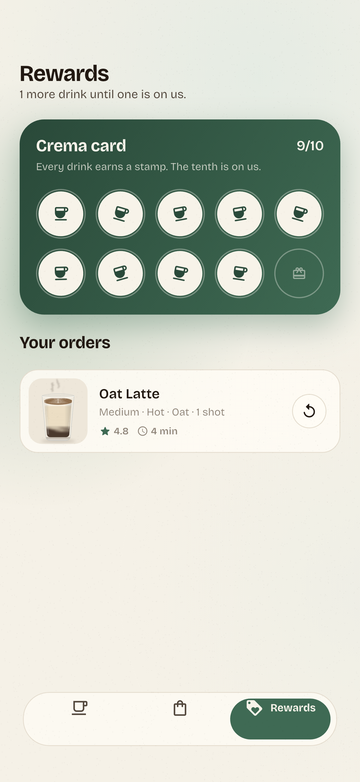 Rewards
1 more drink until one is on us.
Crema card
9/10
Every drink earns a stamp. The tenth is on us.
Your orders
Oat Latte
Medium · Hot · Oat · 1 shot
4.8
4 min
Rewards